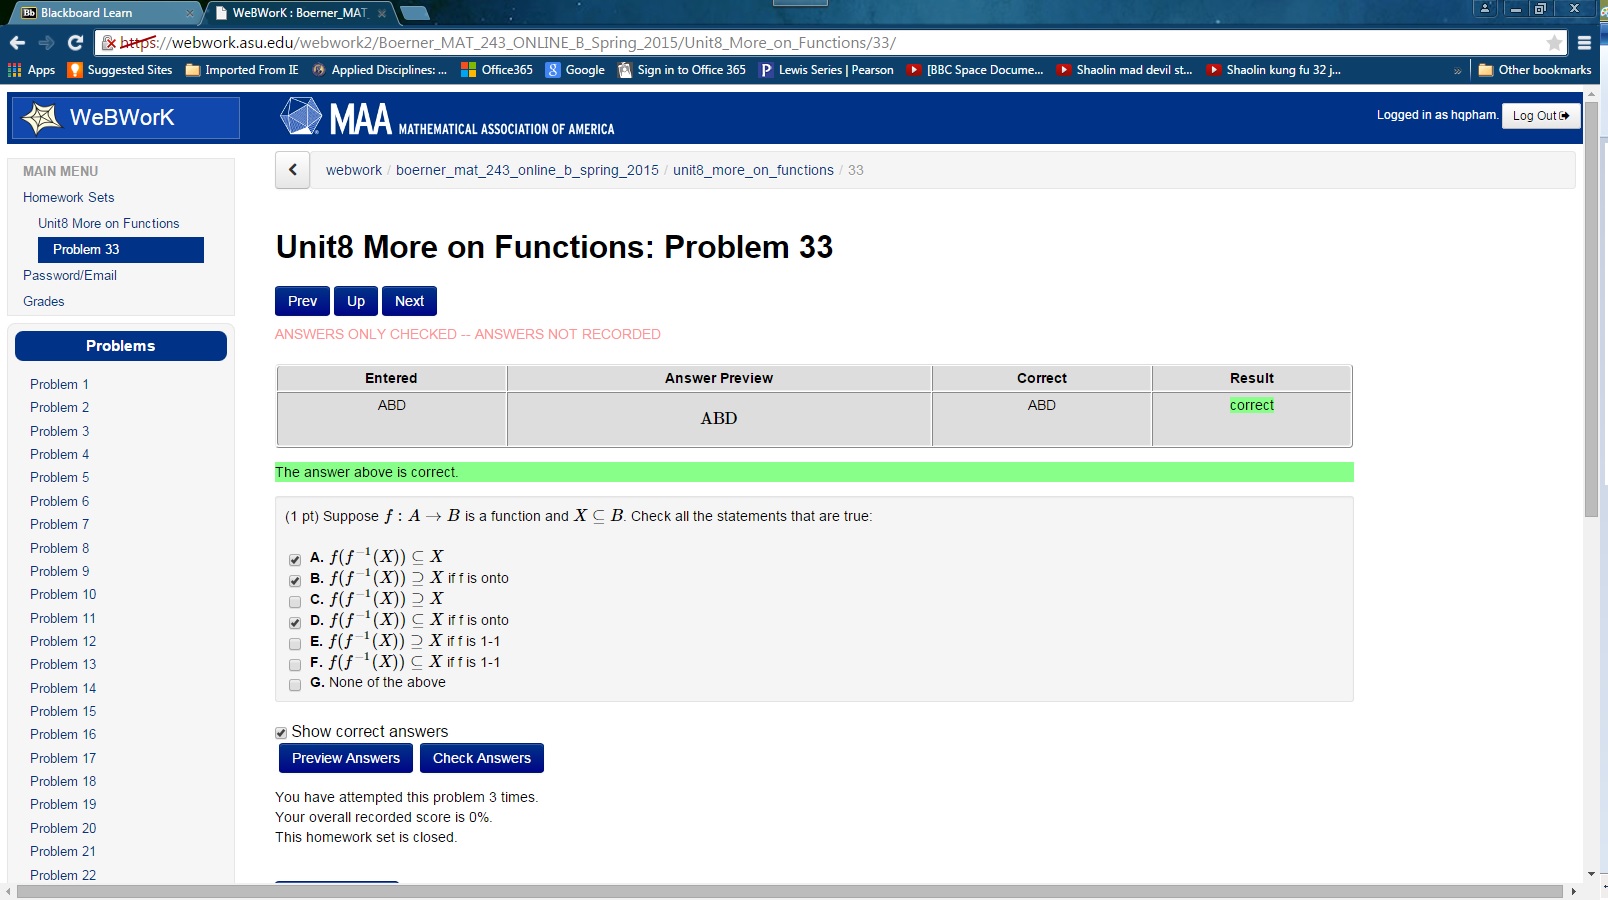 Blackboard Learn
WeBWorK : Boerner_MAT_
https://webwork.asu.edu/webwork2/Boerner_MAT_243_ONLINE_B_Spring_2015/Unit8_More_on_Functions/33/
Apps Suggested Sites Imported From IE Applied Disciplines: ... Office365 Google Sign in to Office 365 Lewis Series | Pearson [BBC Space Docume... Shaolin mad devil st... Shaolin kung fu 32 j... » Other bookmarks
WeBWorK
MAA MATHEMATICAL ASSOCIATION OF AMERICA
Logged in as hqpham. Log Out
MAIN MENU
Homework Sets
Unit8 More on Functions
Problem 33
Password/Email
Grades
Problems
Problem 1
Problem 2
Problem 3
Problem 4
Problem 5
Problem 6
Problem 7
Problem 8
Problem 9
Problem 10
Problem 11
Problem 12
Problem 13
Problem 14
Problem 15
Problem 16
Problem 17
Problem 18
Problem 19
Problem 20
Problem 21
Problem 22
webwork / boerner_mat_243_online_b_spring_2015 / unit8_more_on_functions / 33
Unit8 More on Functions: Problem 33
Prev Up Next
ANSWERS ONLY CHECKED -- ANSWERS NOT RECORDED
Entered Answer Preview Correct Result
ABD ABD ABD correct
The answer above is correct.
(1 pt) Suppose f : A → B is a function and X ⊆ B. Check all the statements that are true:
A. f(f⁻¹(X)) ⊆ X
B. f(f⁻¹(X)) ⊇ X if f is onto
C. f(f⁻¹(X)) ⊇ X
D. f(f⁻¹(X)) ⊆ X if f is onto
E. f(f⁻¹(X)) ⊇ X if f is 1-1
F. f(f⁻¹(X)) ⊆ X if f is 1-1
G. None of the above
Show correct answers
Preview Answers Check Answers
You have attempted this problem 3 times.
Your overall recorded score is 0%.
This homework set is closed.